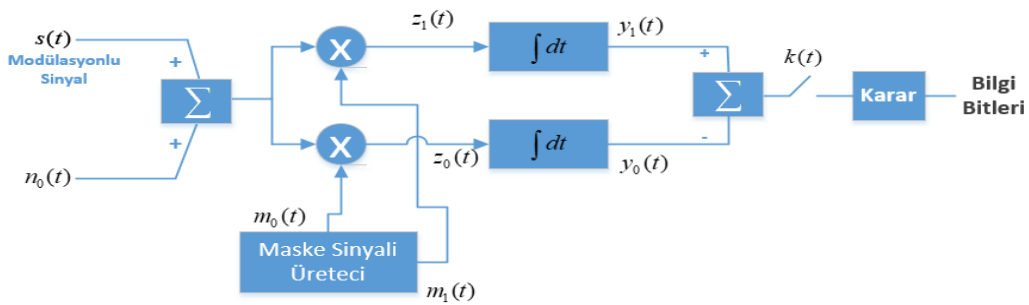 s(t)
Modülasyonlu
Sinyal
+
∑
+
n₀(t)
X
z₁(t)
∫ dt
y₁(t)
X
z₀(t)
∫ dt
y₀(t)
m₀(t)
Maske Sinyali
Üreteci
m₁(t)
+
∑
-
k(t)
Karar
Bilgi
Bitleri